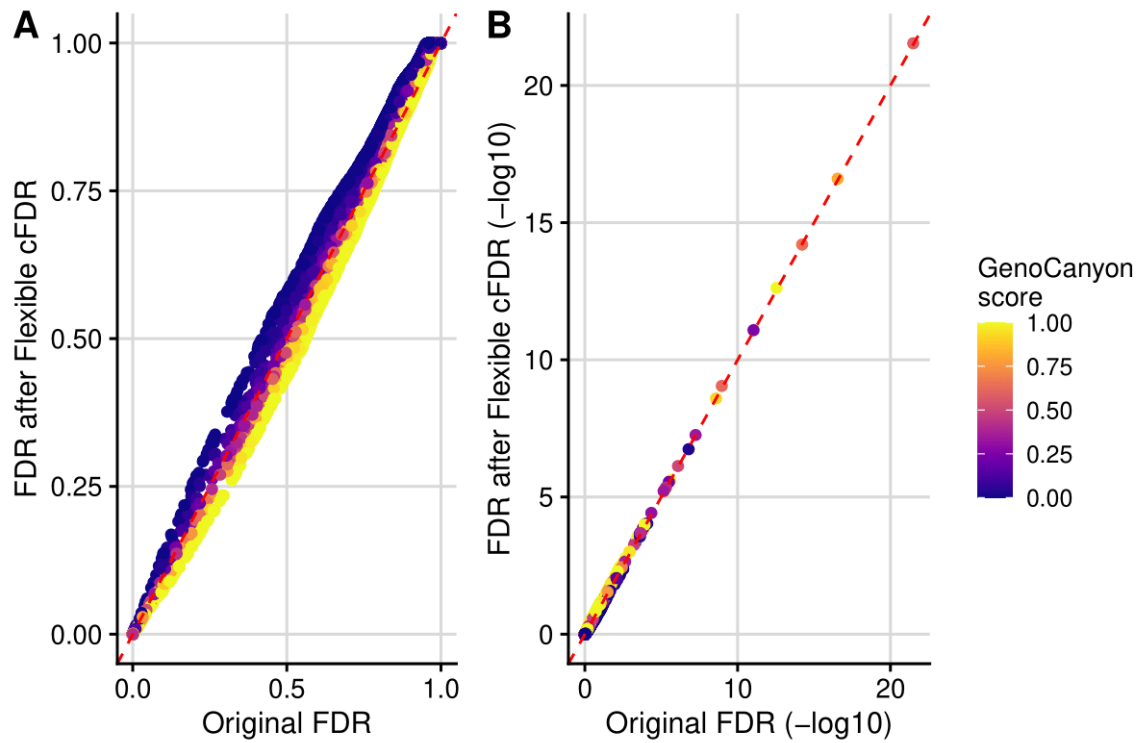 A
FDR after Flexible cFDR
1.00
0.75
0.50
0.25
0.00
0.0 0.5 1.0
Original FDR
B
FDR after Flexible cFDR (−log10)
20
15
10
5
0
0 10 20
Original FDR (−log10)
GenoCanyon
score
1.00
0.75
0.50
0.25
0.00